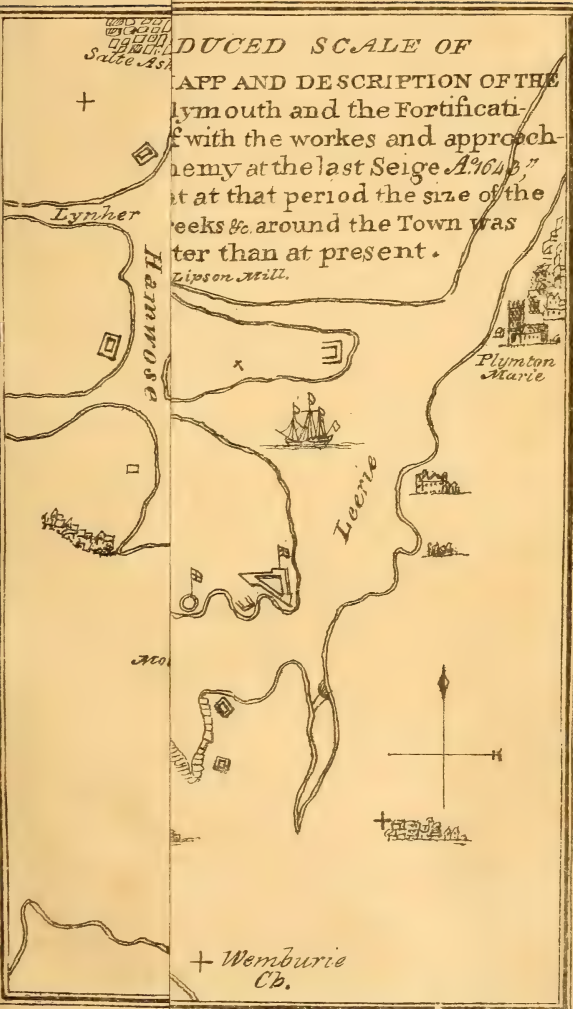 Salte Ash
DUCED SCALE OF
APP AND DESCRIPTION OF THE
lymouth and the Fortificati-
f with the workes and approch-
nemy at the last Seige Aº. 1643,"
t at that period the size of the
eeks &c. around the Town was
ter than at present.
Lipson Mill.
Lynher
Hamwose
Plymton
Marie
Leerie
Mo
Wemburie
Ch.